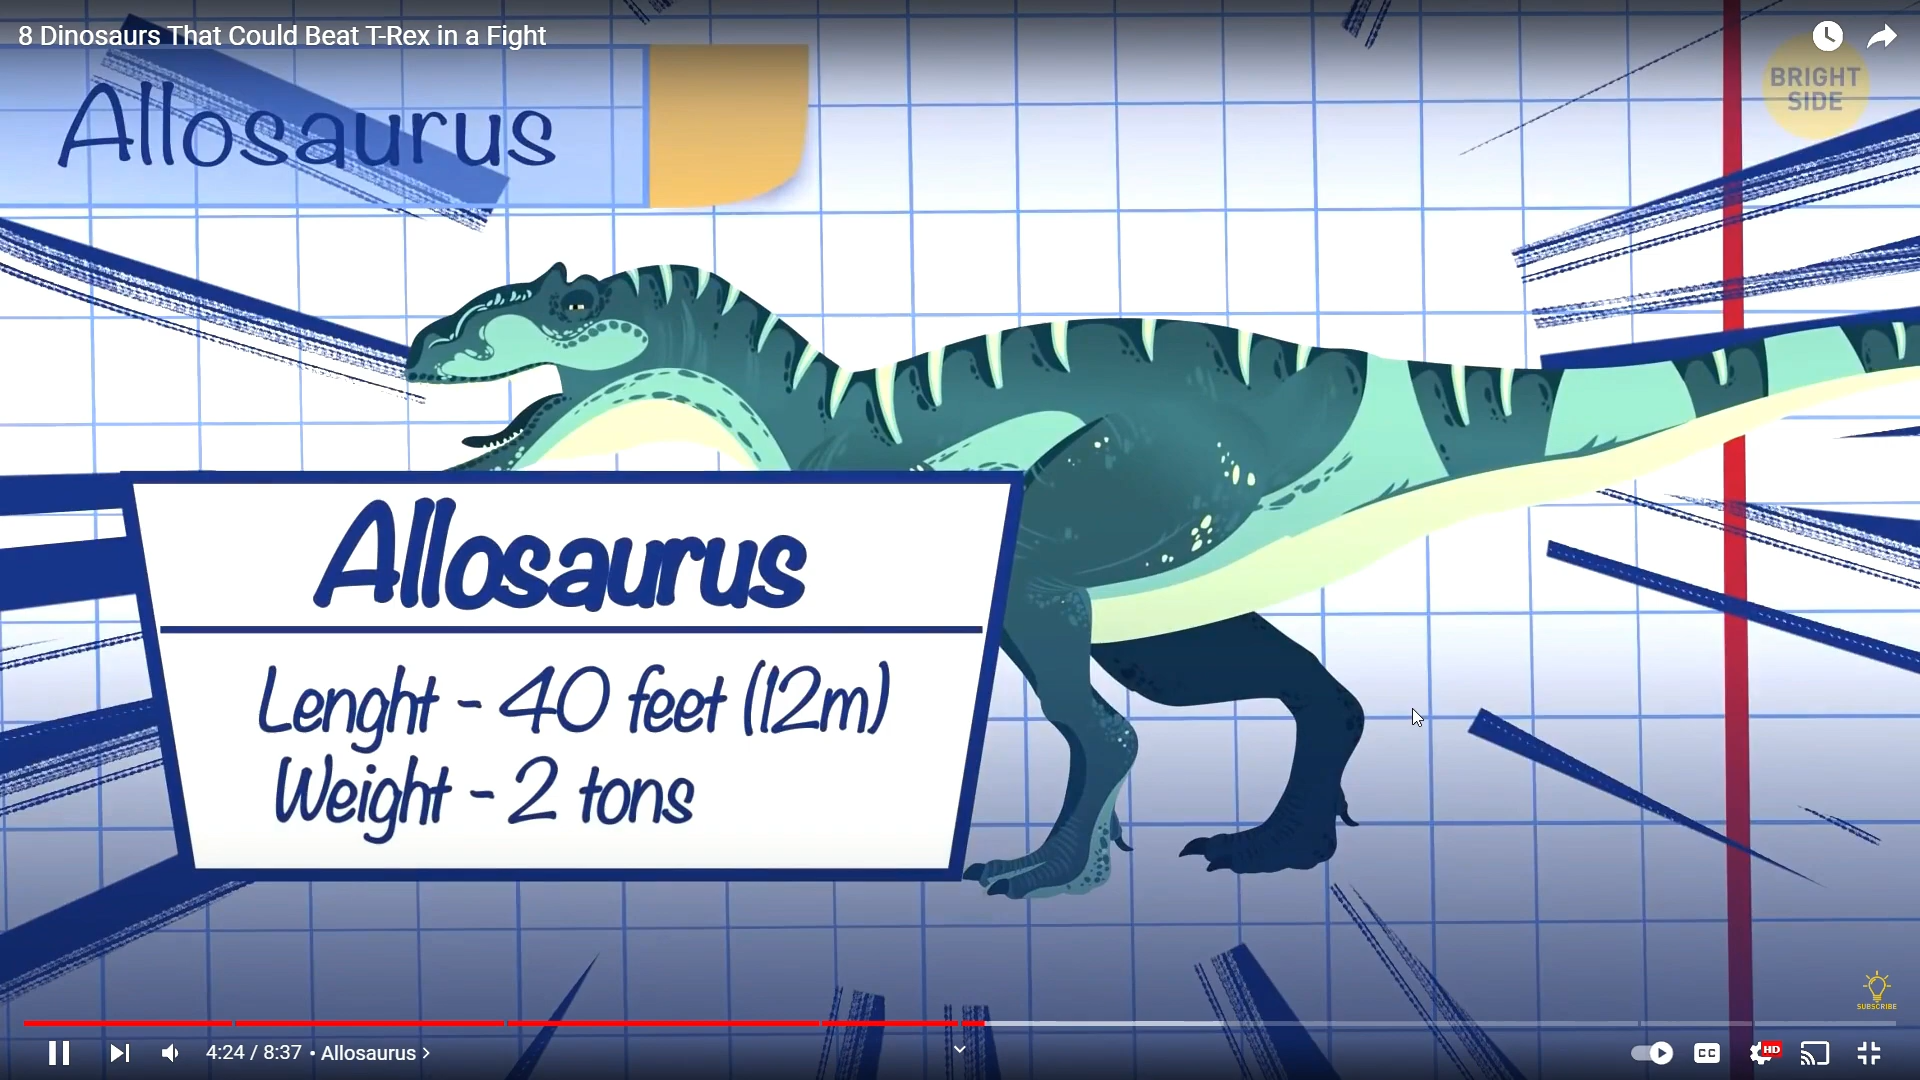 8 Dinosaurs That Could Beat T-Rex in a Fight
BRIGHT
SIDE
Allosaurus
Allosaurus
Lenght - 40 feet (12m)
Weight - 2 tons
SUBSCRIBE
4:24 / 8:37 • Allosaurus
CC
HD